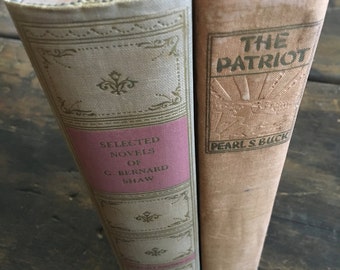 SELECTED
NOVELS
OF
G. BERNARD
SHAW
THE
PATRIOT
PEARL S. BUCK